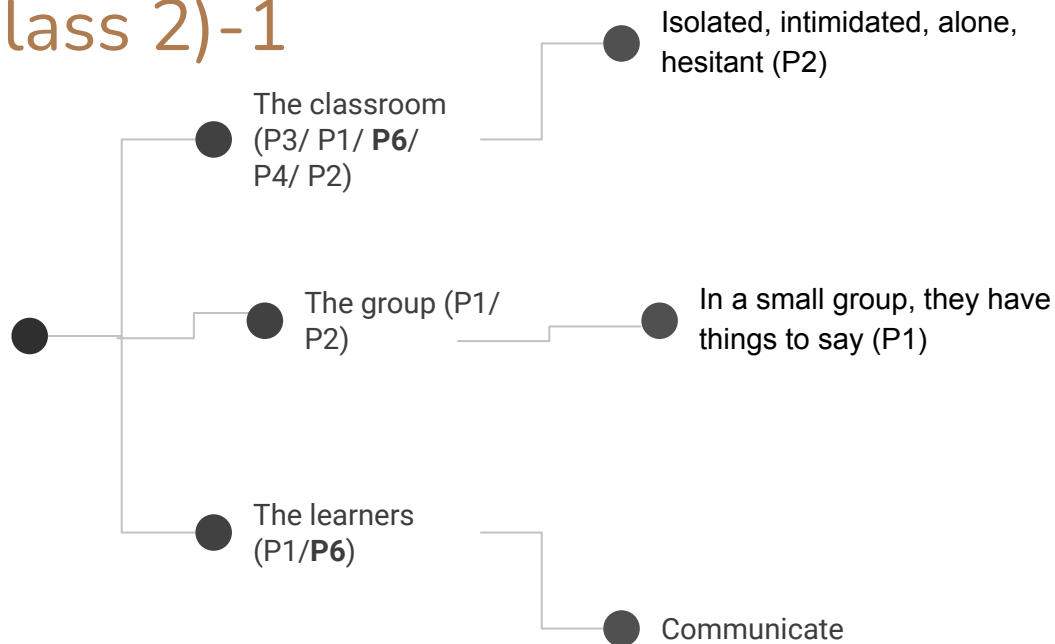 lass 2)-1
Isolated, intimidated, alone,
hesitant (P2)
The classroom
(P3/ P1/ P6/
P4/ P2)
The group (P1/
P2)
In a small group, they have
things to say (P1)
The learners
(P1/P6)
Communicate